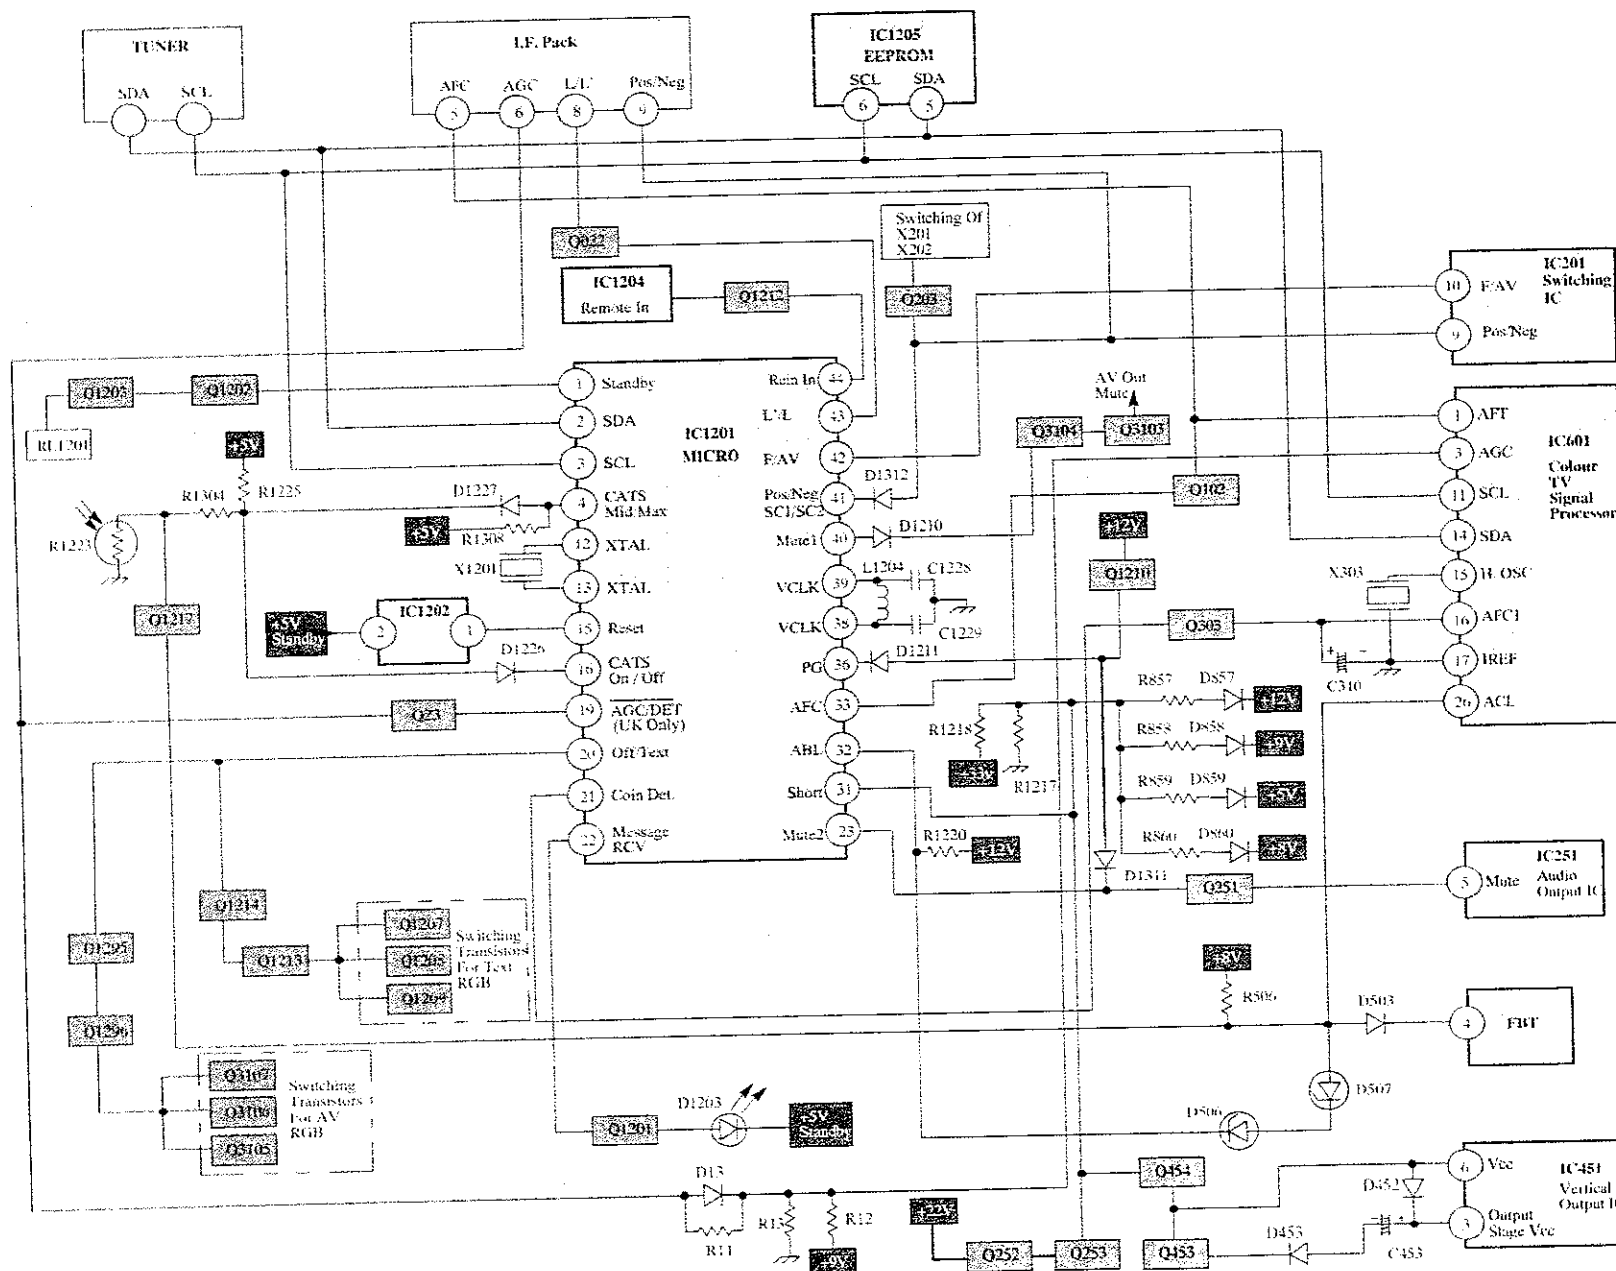 TUNER
SDA
SCL
I.F. Pack
AFC
AGC
L/L'
Pos/Neg
5
6
8
9
IC1205
EEPROM
SCL
SDA
6
5
Q022
Switching Of
X201
X202
Q203
IC1204
Remote In
Q1212
IC201
Switching
IC
10
F/AV
9
Pos/Neg
Q1203
Q1202
RL1201
IC1201
MICRO
1
Standby
2
SDA
3
SCL
4
CATS
Mid/Max
12
XTAL
13
XTAL
15
Reset
16
CATS
On / Off
19
AGC/DET
(UK Only)
20
Off/Text
21
Coin Det.
22
Message
RCV
Rem In
44
L'/L
43
F/AV
42
Pos/Neg
SC1/SC2
41
Mute1
40
VCLK
39
VCLK
38
PG
36
AFC
33
ABL
32
Short
31
Mute2
23
+5V
R1304
R1225
D1227
+5V
R1308
R1223
X1201
Q1217
IC1202
2
1
+5V
Standby
D1226
Q23
AV Out
Mute
Q3104
Q3103
D1312
D1210
L1204
C1228
C1229
D1211
Q102
+12V
Q1210
Q303
X303
C310
IC601
Colour
TV
Signal
Processor
1
AFT
3
AGC
11
SCL
14
SDA
15
H. OSC
16
AFC1
17
IREF
26
ACL
R1218
R1217
R857
D857
+12V
R858
D858
+9V
R859
D859
+5V
R860
D860
R1220
+12V
D1311
Q251
5
Mute
IC251
Audio
Output IC
Q1214
Q1213
Q1207
Switching
Transistors
For Text
RGB
Q1296
Switching
Transistors
For AV
RGB
Q3107
Q3106
Q3105
R506
D503
4
FBT
D507
D506
Q1201
D1203
+5V
Standby
D13
R11
R13
R12
Q252
Q253
Q454
Q453
D453
C453
D452
6
Vcc
3
Output
Stage Vcc
IC451
Vertical